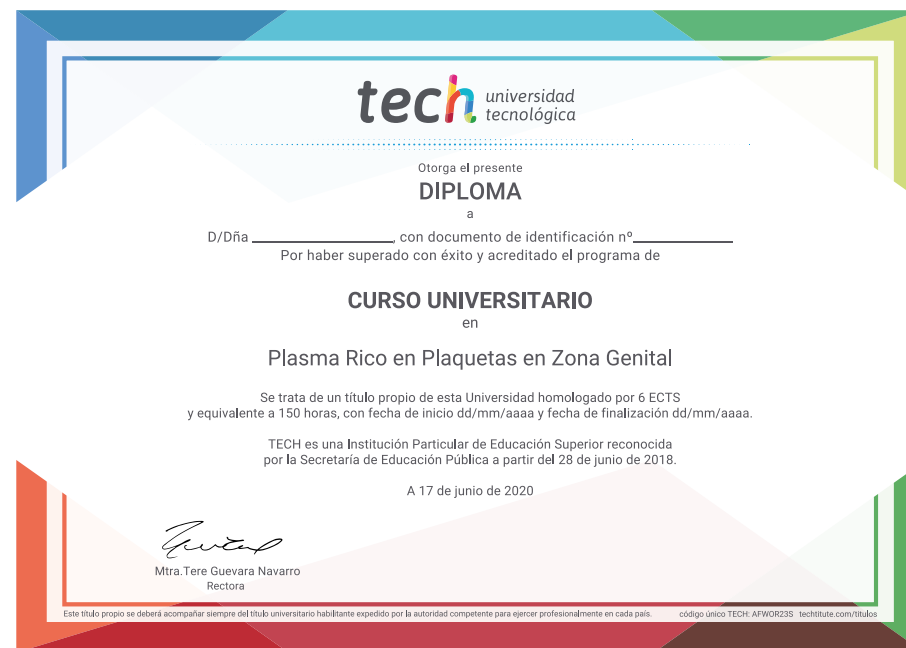 tech universidad
tecnológica
Otorga el presente
DIPLOMA
a
D/Dña ____________________, con documento de identificación nº______________
Por haber superado con éxito y acreditado el programa de
CURSO UNIVERSITARIO
en
Plasma Rico en Plaquetas en Zona Genital
Se trata de un título propio de esta Universidad homologado por 6 ECTS
y equivalente a 150 horas, con fecha de inicio dd/mm/aaaa y fecha de finalización dd/mm/aaaa.
TECH es una Institución Particular de Educación Superior reconocida
por la Secretaría de Educación Pública a partir del 28 de junio de 2018.
A 17 de junio de 2020
Mtra.Tere Guevara Navarro
Rectora
Este título propio se deberá acompañar siempre del título universitario habilitante expedido por la autoridad competente para ejercer profesionalmente en cada país. código único TECH: AFWOR23S techtitute.com/titulos